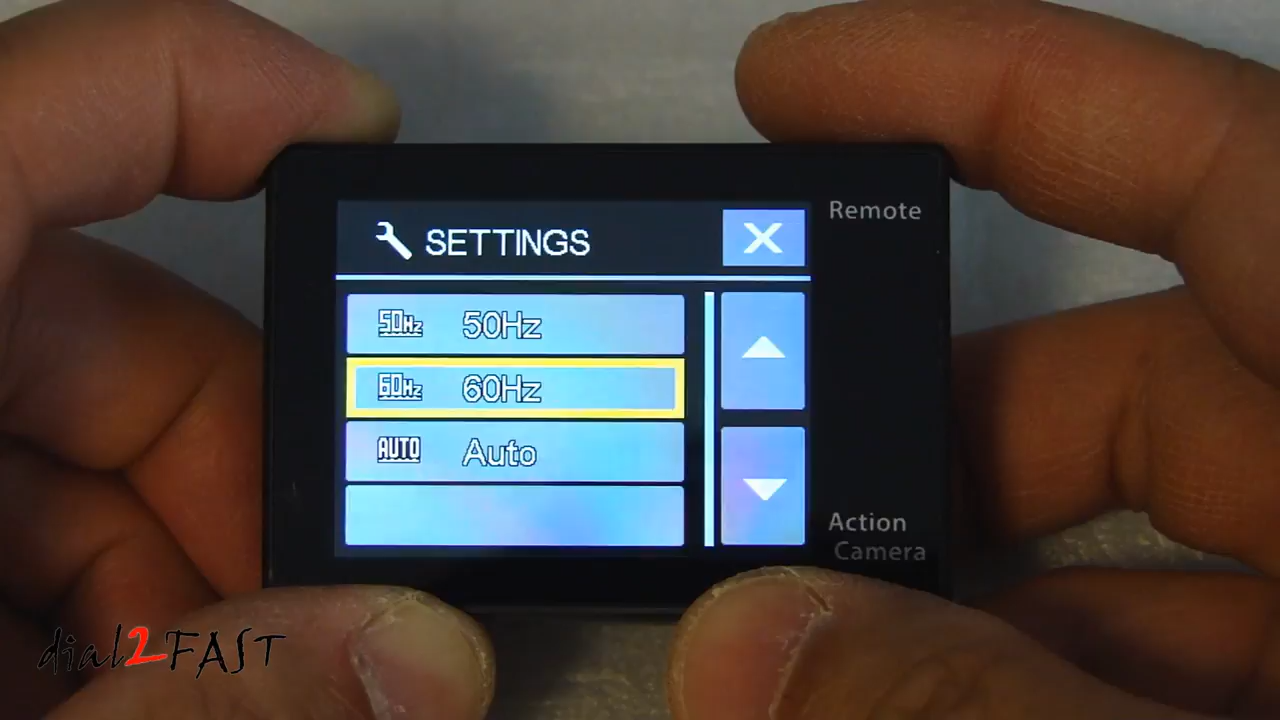 SETTINGS
Remote
50Hz 50Hz
60Hz 60Hz
AUTO Auto
Action
Camera
dial2FAST